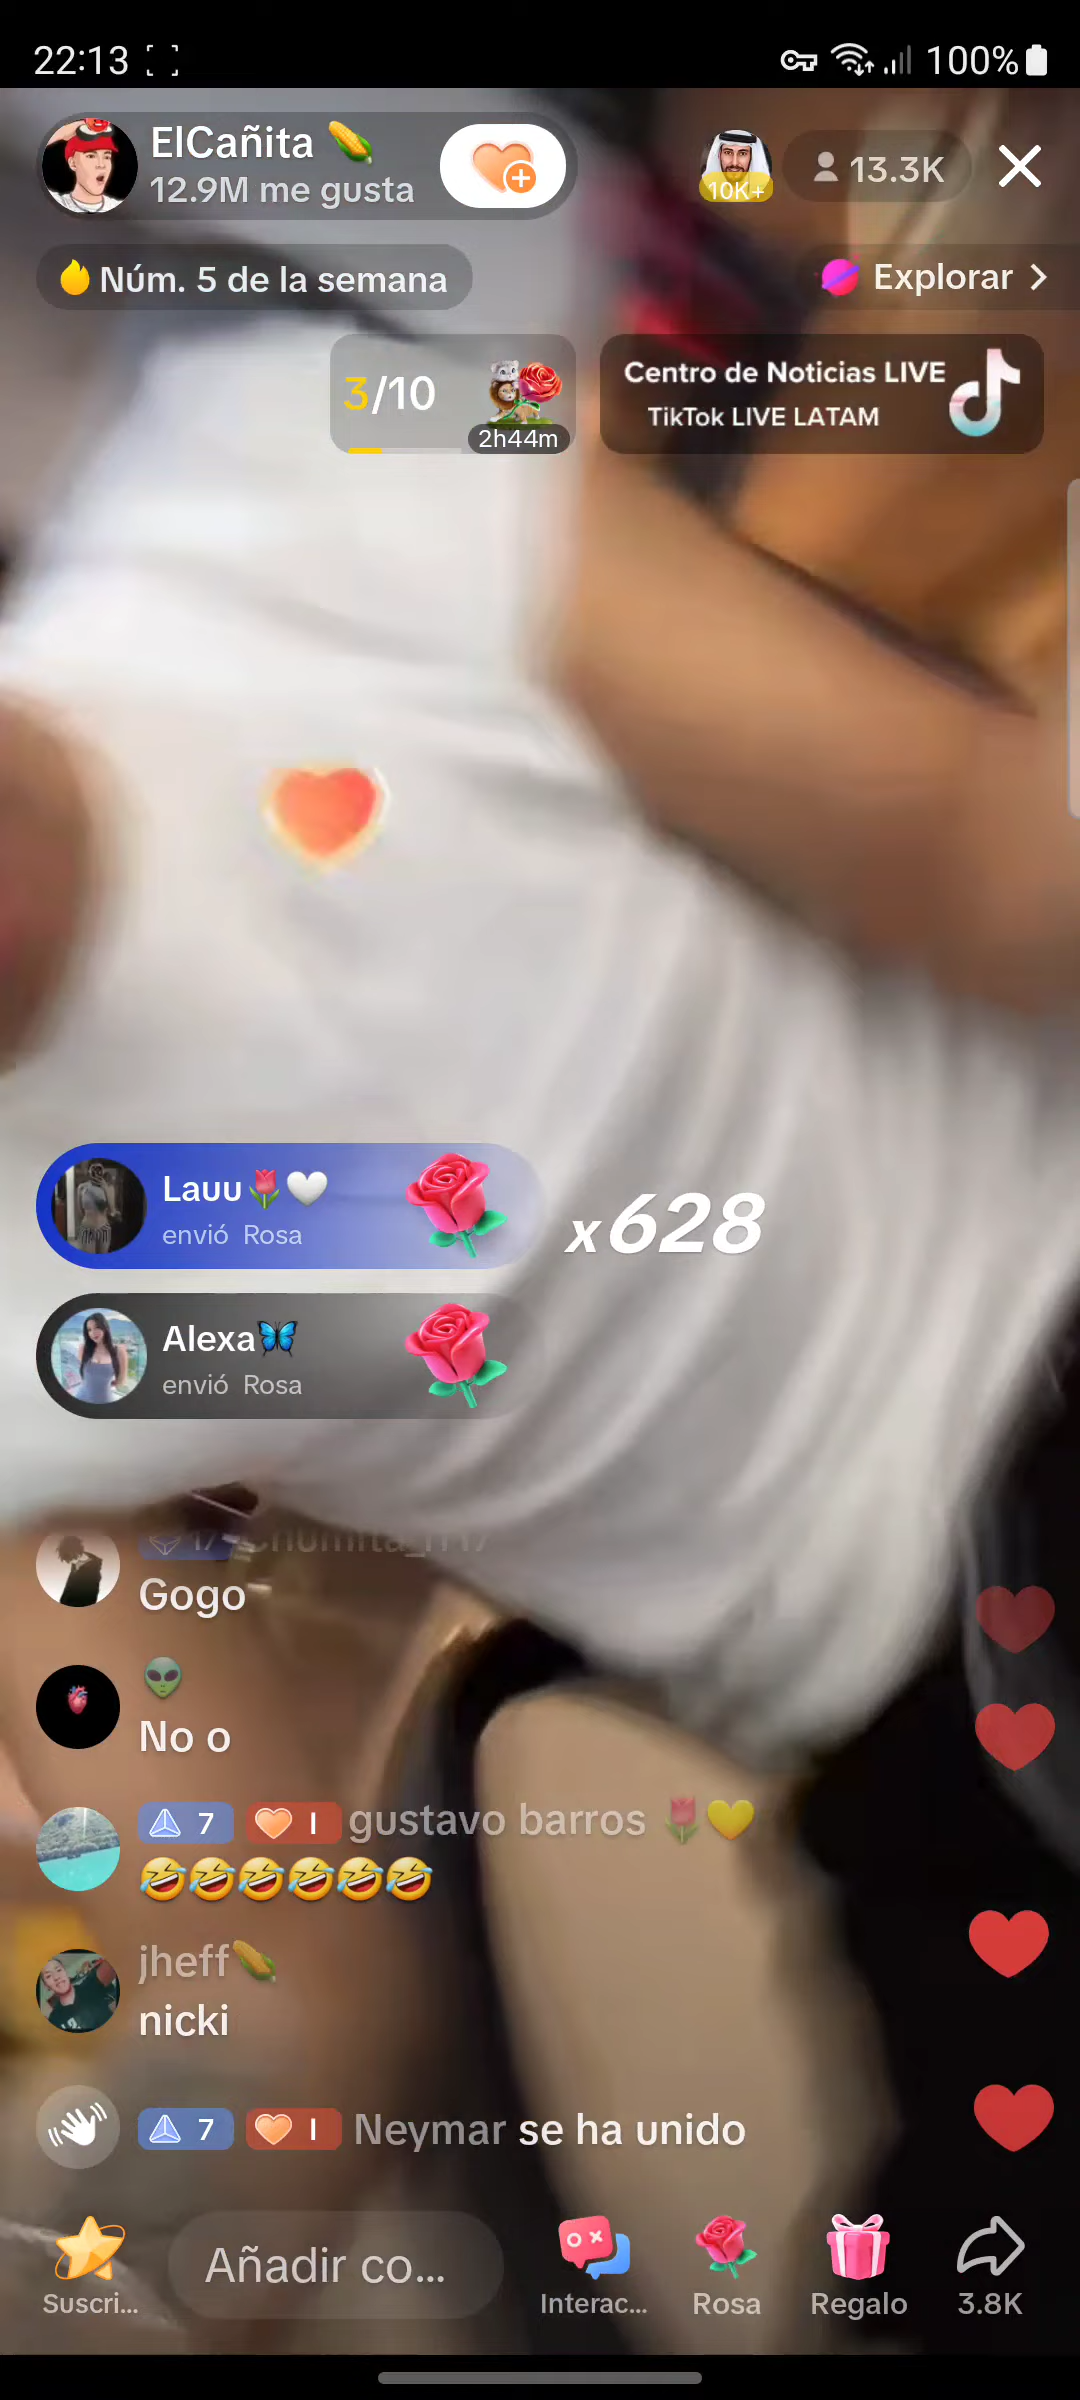 22:13
100%
ElCañita 🌽
12.9M me gusta
10K+
13.3K
Núm. 5 de la semana
Explorar
3/10
2h44m
Centro de Noticias LIVE
TikTok LIVE LATAM
Lauu🌷🤍
envió Rosa
x628
Alexa🦋
envió Rosa
17
Gogo
👽
No o
7 I gustavo barros 🌷💛
🤣🤣🤣🤣🤣🤣
jheff🌽
nicki
7 I Neymar se ha unido
Suscri...
Añadir co...
Interac...
Rosa
Regalo
3.8K